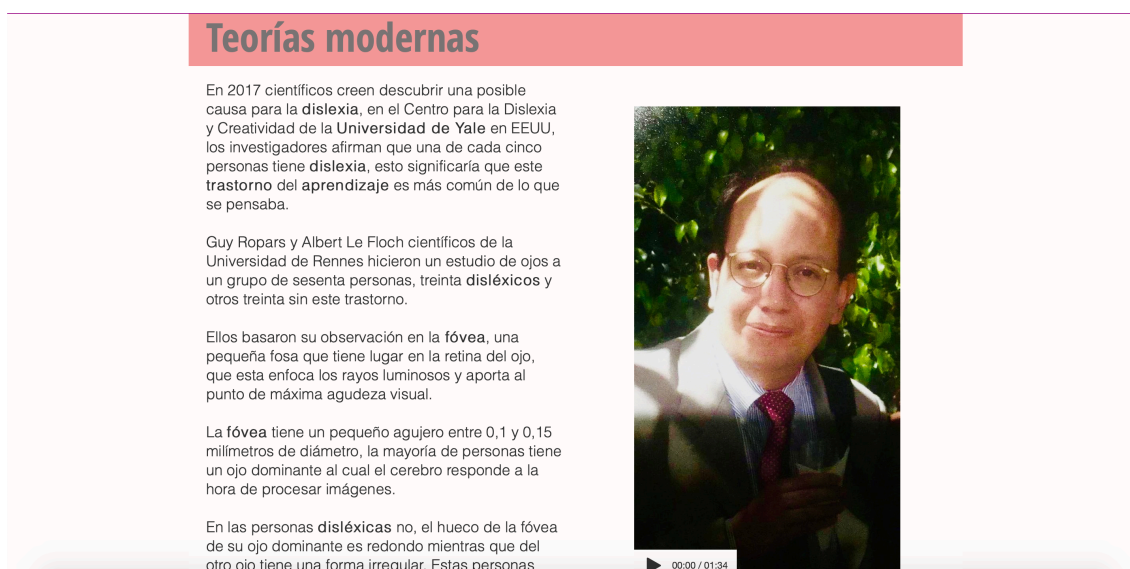 Teorías modernas
En 2017 científicos creen descubrir una posible
causa para la dislexia, en el Centro para la Dislexia
y Creatividad de la Universidad de Yale en EEUU,
los investigadores afirman que una de cada cinco
personas tiene dislexia, esto significaría que este
trastorno del aprendizaje es más común de lo que
se pensaba.
Guy Ropars y Albert Le Floch científicos de la
Universidad de Rennes hicieron un estudio de ojos a
un grupo de sesenta personas, treinta disléxicos y
otros treinta sin este trastorno.
Ellos basaron su observación en la fóvea, una
pequeña fosa que tiene lugar en la retina del ojo,
que esta enfoca los rayos luminosos y aporta al
punto de máxima agudeza visual.
La fóvea tiene un pequeño agujero entre 0,1 y 0,15
milímetros de diámetro, la mayoría de personas tiene
un ojo dominante al cual el cerebro responde a la
hora de procesar imágenes.
En las personas disléxicas no, el hueco de la fóvea
de su ojo dominante es redondo mientras que del
otro ojo tiene una forma irregular. Estas personas
00:00 / 01:34